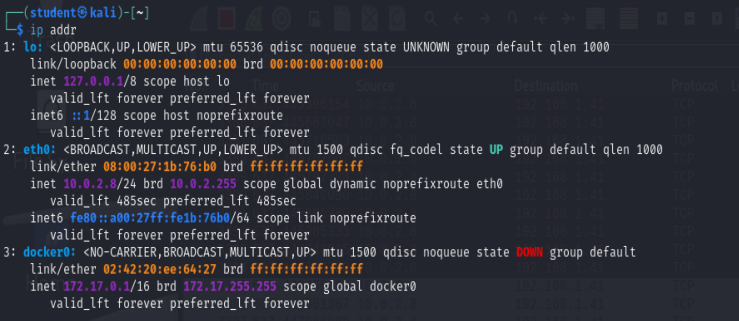 (student㉿kali)-[~]
$ ip addr
1: lo: <LOOPBACK,UP,LOWER_UP> mtu 65536 qdisc noqueue state UNKNOWN group default qlen 1000
link/loopback 00:00:00:00:00:00 brd 00:00:00:00:00:00
inet 127.0.0.1/8 scope host lo
valid_lft forever preferred_lft forever
inet6 ::1/128 scope host noprefixroute
valid_lft forever preferred_lft forever
2: eth0: <BROADCAST,MULTICAST,UP,LOWER_UP> mtu 1500 qdisc fq_codel state UP group default qlen 1000
link/ether 08:00:27:1b:76:b0 brd ff:ff:ff:ff:ff:ff
inet 10.0.2.8/24 brd 10.0.2.255 scope global dynamic noprefixroute eth0
valid_lft 485sec preferred_lft 485sec
inet6 fe80::a00:27ff:fe1b:76b0/64 scope link noprefixroute
valid_lft forever preferred_lft forever
3: docker0: <NO-CARRIER,BROADCAST,MULTICAST,UP> mtu 1500 qdisc noqueue state DOWN group default
link/ether 02:42:20:ee:64:27 brd ff:ff:ff:ff:ff:ff
inet 172.17.0.1/16 brd 172.17.255.255 scope global docker0
valid_lft forever preferred_lft forever
Time Source Destination Protocol